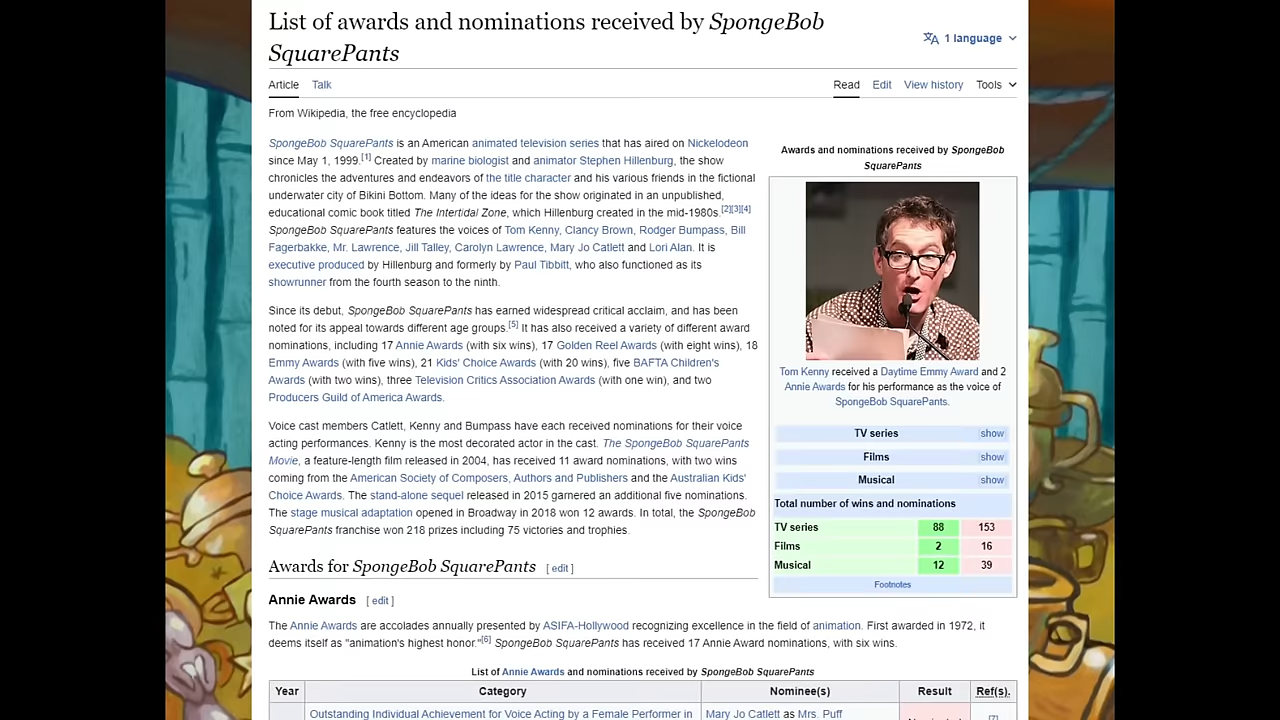 List of awards and nominations received by SpongeBob
SquarePants
1 language
Article
Talk
Read
Edit
View history
Tools
From Wikipedia, the free encyclopedia
SpongeBob SquarePants is an American animated television series that has aired on Nickelodeon
since May 1, 1999.[1] Created by marine biologist and animator Stephen Hillenburg, the show
chronicles the adventures and endeavors of the title character and his various friends in the fictional
underwater city of Bikini Bottom. Many of the ideas for the show originated in an unpublished,
educational comic book titled The Intertidal Zone, which Hillenburg created in the mid-1980s.[2][3][4]
SpongeBob SquarePants features the voices of Tom Kenny, Clancy Brown, Rodger Bumpass, Bill
Fagerbakke, Mr. Lawrence, Jill Talley, Carolyn Lawrence, Mary Jo Catlett and Lori Alan. It is
executive produced by Hillenburg and formerly by Paul Tibbitt, who also functioned as its
showrunner from the fourth season to the ninth.
Since its debut, SpongeBob SquarePants has earned widespread critical acclaim, and has been
noted for its appeal towards different age groups.[5] It has also received a variety of different award
nominations, including 17 Annie Awards (with six wins), 17 Golden Reel Awards (with eight wins), 18
Emmy Awards (with five wins), 21 Kids' Choice Awards (with 20 wins), five BAFTA Children's
Awards (with two wins), three Television Critics Association Awards (with one win), and two
Producers Guild of America Awards.
Voice cast members Catlett, Kenny and Bumpass have each received nominations for their voice
acting performances. Kenny is the most decorated actor in the cast. The SpongeBob SquarePants
Movie, a feature-length film released in 2004, has received 11 award nominations, with two wins
coming from the American Society of Composers, Authors and Publishers and the Australian Kids'
Choice Awards. The stand-alone sequel released in 2015 garnered an additional five nominations.
The stage musical adaptation opened in Broadway in 2018 won 12 awards. In total, the SpongeBob
SquarePants franchise won 218 prizes including 75 victories and trophies.
Awards and nominations received by SpongeBob
SquarePants
Tom Kenny received a Daytime Emmy Award and 2
Annie Awards for his performance as the voice of
SpongeBob SquarePants.
TV series show
Films show
Musical show
Total number of wins and nominations
TV series 88 153
Films 2 16
Musical 12 39
Footnotes
Awards for SpongeBob SquarePants [ edit ]
Annie Awards [ edit ]
The Annie Awards are accolades annually presented by ASIFA-Hollywood recognizing excellence in the field of animation. First awarded in 1972, it
deems itself as "animation's highest honor."[6] SpongeBob SquarePants has received 17 Annie Award nominations, with six wins.
List of Annie Awards and nominations received by SpongeBob SquarePants
Year Category Nominee(s) Result Ref(s).
Outstanding Individual Achievement for Voice Acting by a Female Performer in Mary Jo Catlett as Mrs. Puff
[7]